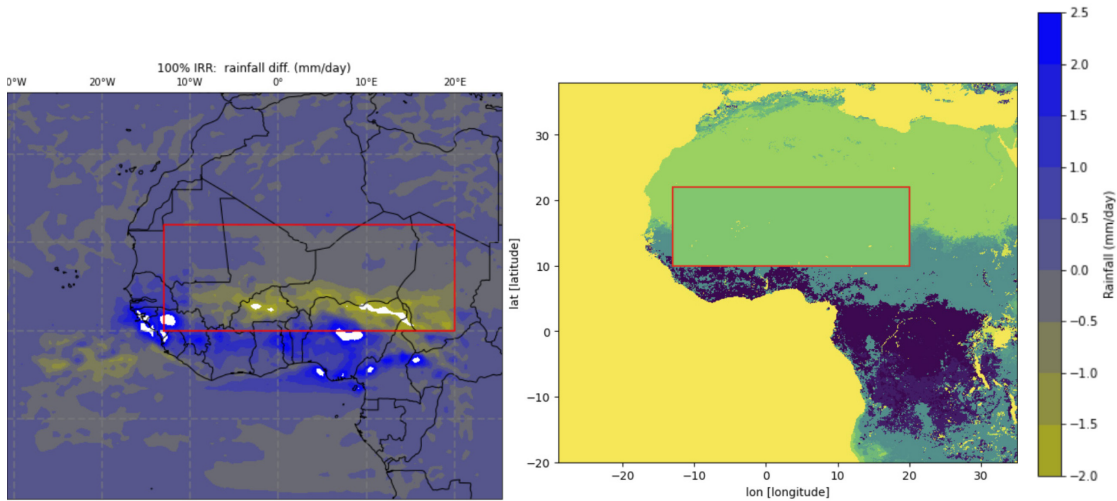 100% IRR:  rainfall diff. (mm/day)
0°W 20°W 10°W 0° 10°E 20°E
lat [latitude]
30
20
10
0
−10
−20
−20 −10 0 10 20 30
lon [longitude]
2.5
2.0
1.5
1.0
0.5
0.0
−0.5
−1.0
−1.5
−2.0
Rainfall (mm/day)